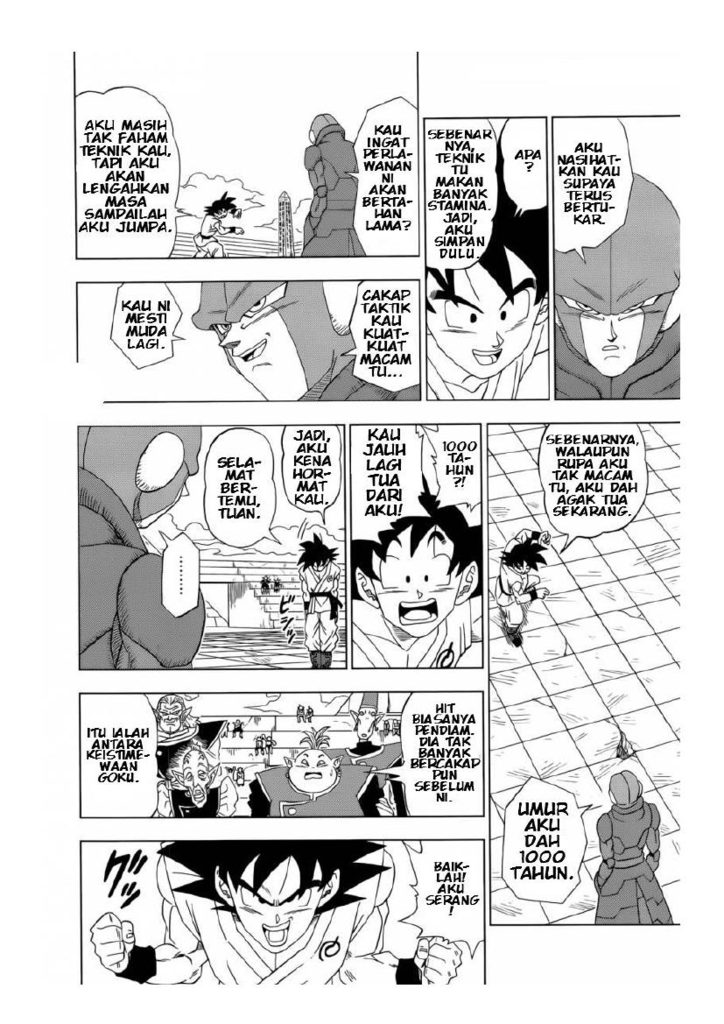 AKU
NASIHAT-
KAN KAU
SUPAYA
TERUS
BERTU-
KAR.
APA
?
SEBENAR
NYA,
TEKNIK
TU
MAKAN
BANYAK
STAMINA.
JADI,
AKU
SIMPAN
DULU.
KAU
INGAT
PERLA-
WANAN
NI
AKAN
BERTA-
HAN
LAMA?
AKU MASIH
TAK FAHAM
TEKNIK KAU,
TAPI AKU
AKAN
LENGAHKAN
MASA
SAMPAILAH
AKU JUMPA.
CAKAP
TAKTIK
KAU
KUAT-
KUAT
MACAM
TU...
KAU NI
MESTI
MUDA
LAGI.
SEBENARNYA,
WALAUPUN
RUPA AKU
TAK MACAM
TU, AKU DAH
AGAK TUA
SEKARANG.
UMUR
AKU
DAH
1000
TAHUN.
1000
TA-
HUN
?!
KAU
JAUH
LAGI
TUA
DARI
AKU!
JADI,
AKU
KENA
HOR-
MAT
KAU.
SELA-
MAT
BER-
TEMU,
TUAN.
ビシッ
........
HIT
BIASANYA
PENDIAM.
DIA TAK
BANYAK
BERCAKAP
PUN
SEBELUM
NI.
ITU IALAH
ANTARA
KEISTIME-
WAAN
GOKU.
BAIK-
LAH!
AKU
SERANG
!
グッ